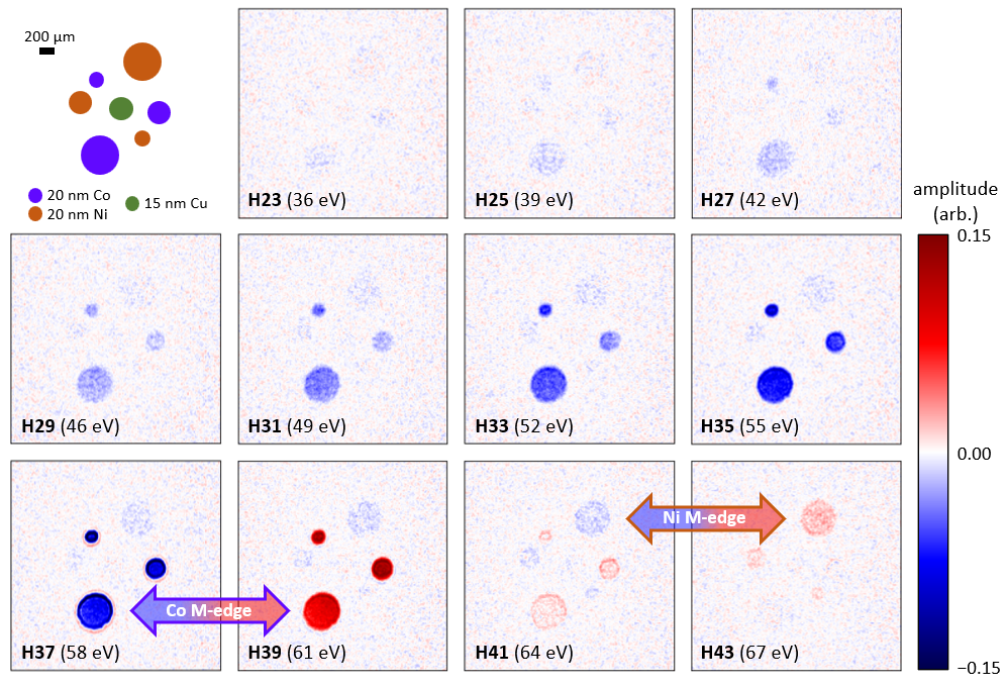 200 μm
20 nm Co
20 nm Ni
15 nm Cu
H23 (36 eV)
H25 (39 eV)
H27 (42 eV)
amplitude
(arb.)
0.15
0.00
−0.15
H29 (46 eV)
H31 (49 eV)
H33 (52 eV)
H35 (55 eV)
Co M-edge
Ni M-edge
H37 (58 eV)
H39 (61 eV)
H41 (64 eV)
H43 (67 eV)